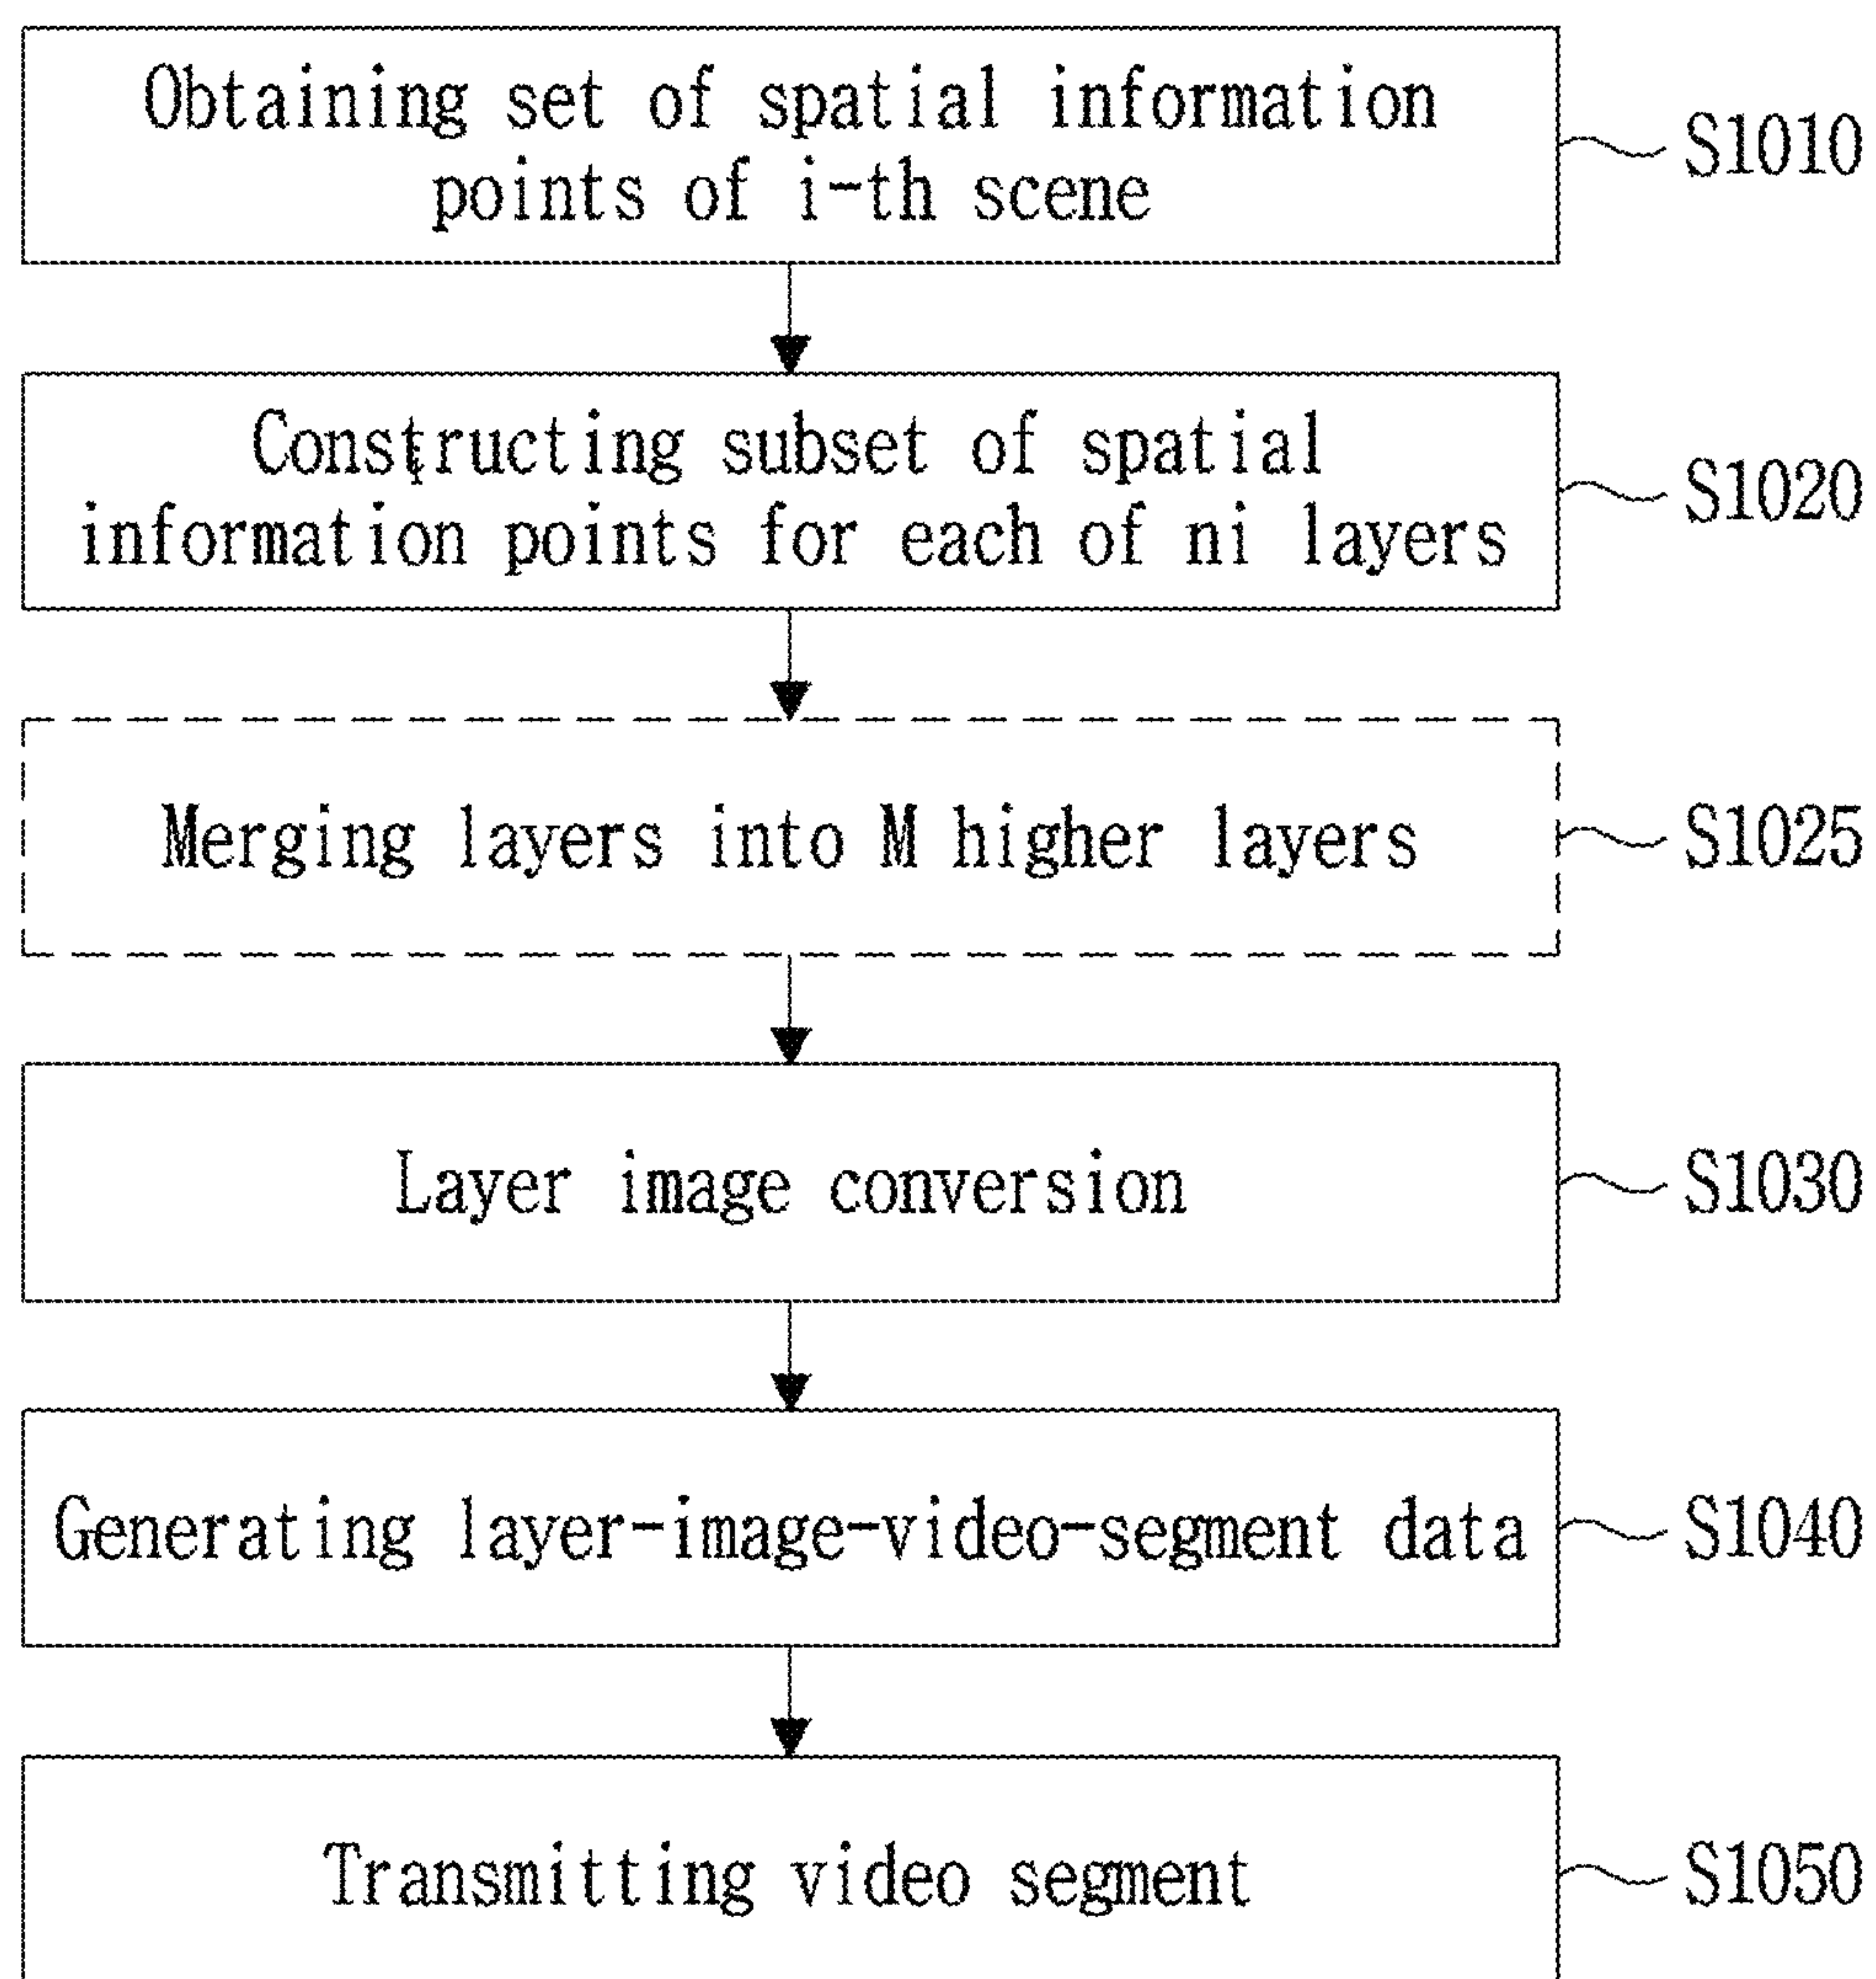 Obtaining set of spatial information
points of i-th scene
S1010
Constructing subset of spatial
information points for each of ni layers
S1020
Merging layers into M higher layers
S1025
Layer image conversion
S1030
Generating layer-image-video-segment data
S1040
Transmitting video segment
S1050